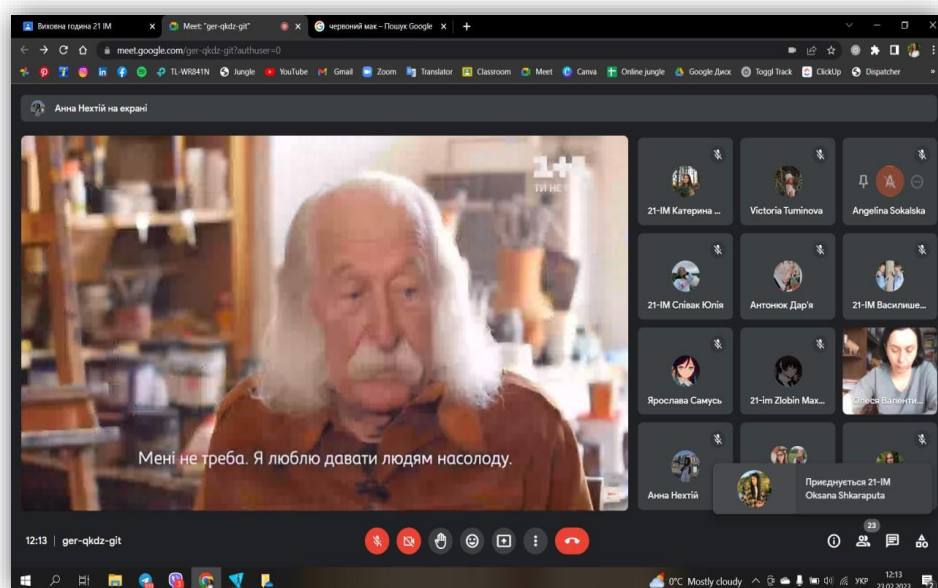 Виховна година 21 ІМ
Meet: "ger-qkdz-git"
червоний мак – Пошук Google
meet.google.com/ger-qkdz-git?authuser=0
TL-WR841N Jungle YouTube Gmail Zoom Translator Classroom Meet Canva Online jungle Google Диск Toggl Track ClickUp Dispatcher »
Анна Нехтій на екрані
1+1
Мені не треба. Я люблю давати людям насолоду.
21-ІМ Катерина ...
Victoria Tuminova
Angelina Sokalska
21-ІМ Співак Юлія
Антонюк Дар'я
21-ІМ Василише...
Ярослава Самусь
21-im Zlobin Max...
Олеся Валенти...
Анна Нехтій
Приєднується 21-ІМ
Oksana Shkaraputa
12:13 | ger-qkdz-git
23
0°C Mostly cloudy
УКР
12:13
23.02.2023